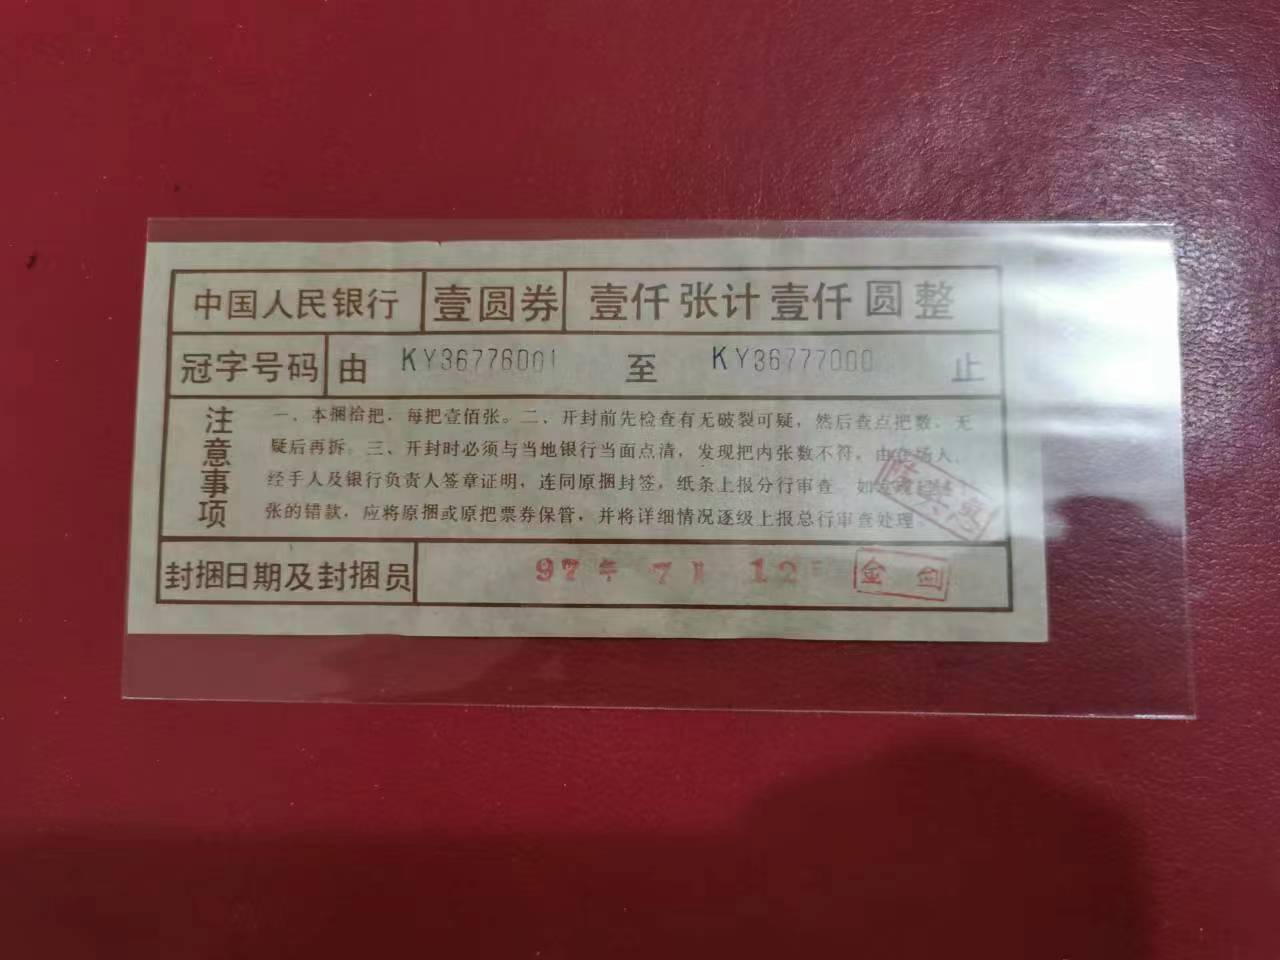 中国人民银行 壹圆券 壹仟张计壹仟圆整
冠字号码 由 KY36776001 至 KY36777000 止
注意事项
一、本捆拾把，每把壹佰张。二、开封前先检查有无破裂可疑，然后查点把数，无
疑后再拆。三、开封时必须与当地银行当面点清，发现把内张数不符，由在场人、
经手人及银行负责人签章证明，连同原捆封签，纸条上报分行审查。如发现
张的错款，应将原捆或原把票券保管，并将详细情况逐级上报总行审查处理。
封捆日期及封捆员 97年 7月 12 金剑